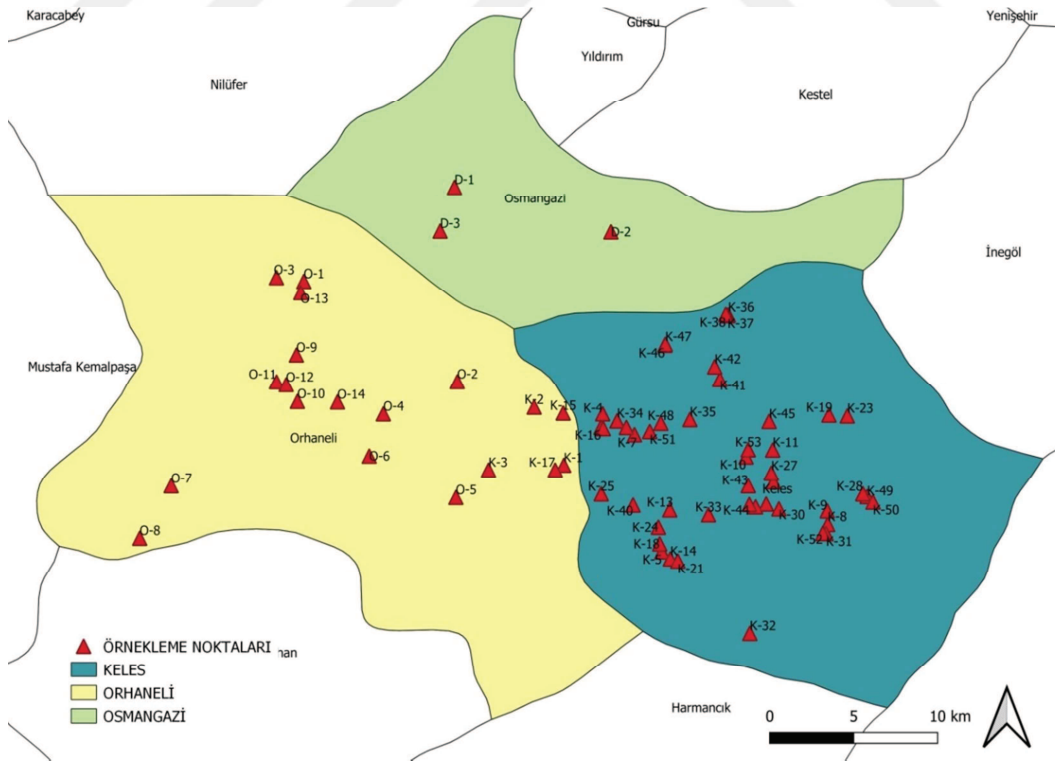 Karacabey
Gürsu
Yenişehir
Yıldırım
Nilüfer
Kestel
D-1
Osmangazi
D-3
D-2
İnegöl
O-3
O-1
O-13
K-36
K-38
K-37
K-47
K-46
O-9
Mustafa Kemalpaşa
K-42
O-11
O-12
O-2
K-41
O-10
O-14
O-4
K-2
K-15
K-4
K-34
K-48
K-35
K-45
K-19
K-23
Orhaneli
K-16
K-7
K-51
K-53
K-11
O-6
K-3
K-17
K-1
K-10
K-27
O-7
K-25
K-43
Keles
K-28
K-49
O-5
K-40
K-13
K-33
K-44
K-30
K-9
K-50
K-8
O-8
K-24
K-52
K-31
K-18
K-14
K-5
K-21
K-32
ÖRNEKLEME NOKTALARI
KELES
ORHANELİ
OSMANGAZİ
Harmancık
0 5 10 km